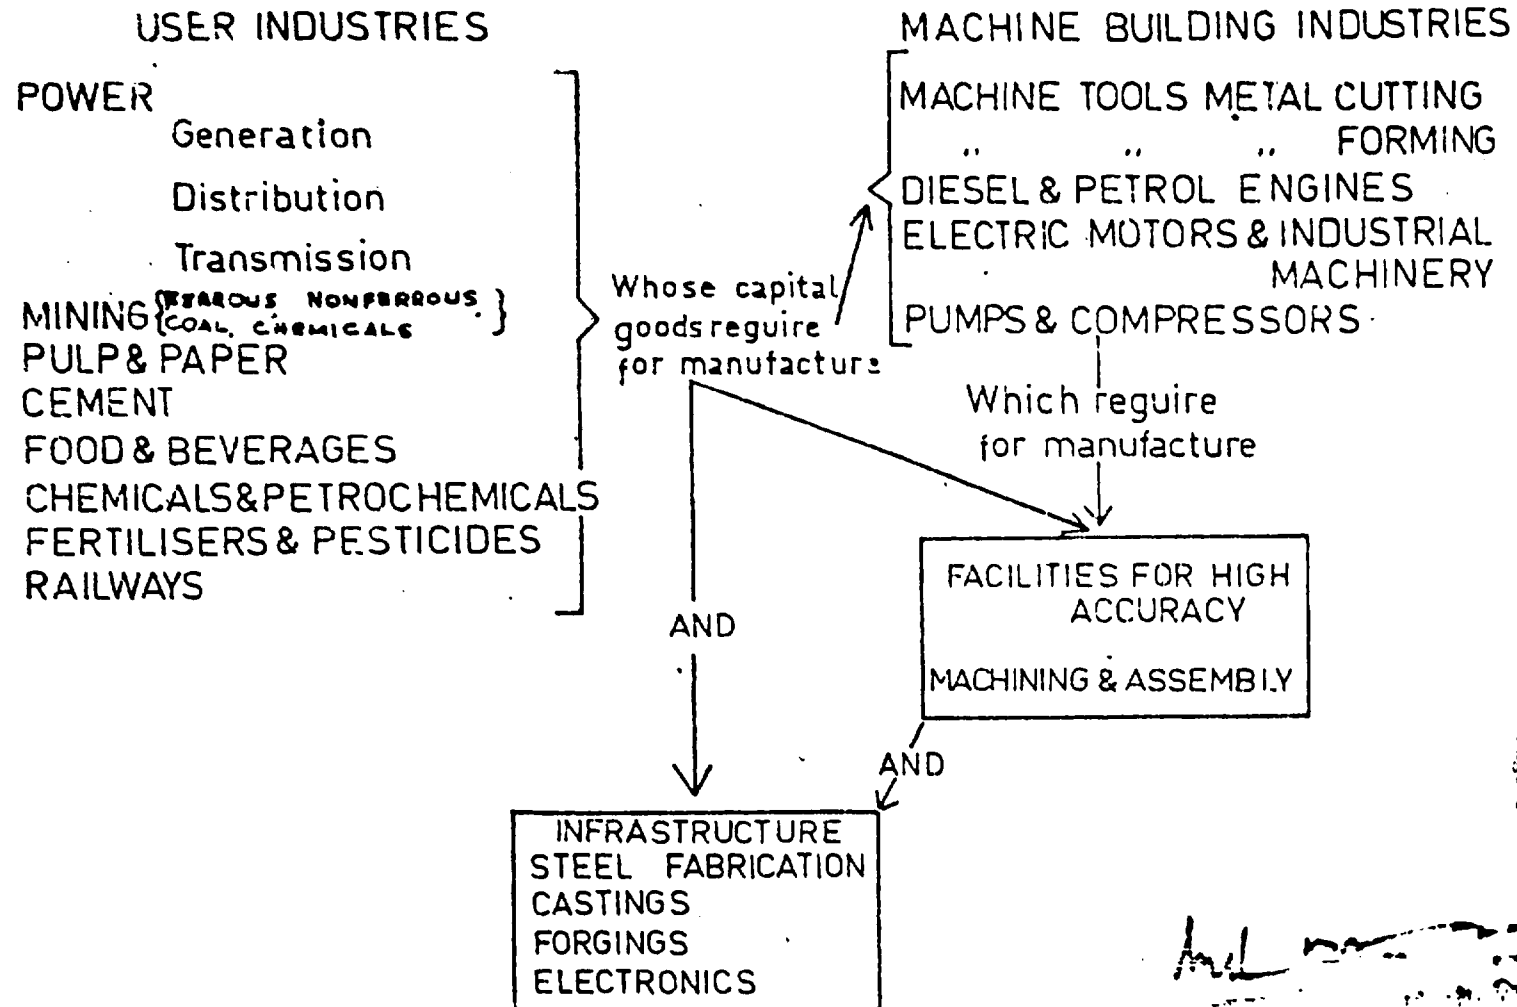 USER INDUSTRIES
POWER
Generation
Distribution
Transmission
MINING {FERROUS NONFERROUS }
{COAL, CHEMICALS
PULP & PAPER
CEMENT
FOOD & BEVERAGES
CHEMICALS & PETROCHEMICALS
FERTILISERS & PESTICIDES
RAILWAYS
Whose capital
goods reguire
for manufacture
MACHINE BUILDING INDUSTRIES
MACHINE TOOLS METAL CUTTING
,, ,, ,, FORMING
DIESEL & PETROL ENGINES
ELECTRIC MOTORS & INDUSTRIAL
MACHINERY
PUMPS & COMPRESSORS
Which reguire
for manufacture
FACILITIES FOR HIGH
ACCURACY
MACHINING & ASSEMBLY
AND
AND
INFRASTRUCTURE
STEEL FABRICATION
CASTINGS
FORGINGS
ELECTRONICS